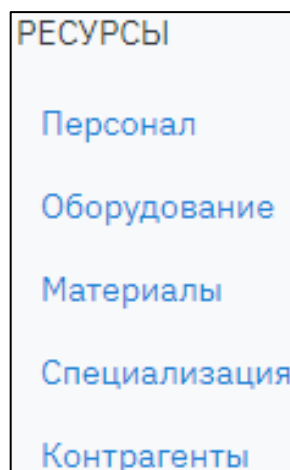 РЕСУРСЫ
Персонал
Оборудование
Материалы
Специализация
Контрагенты